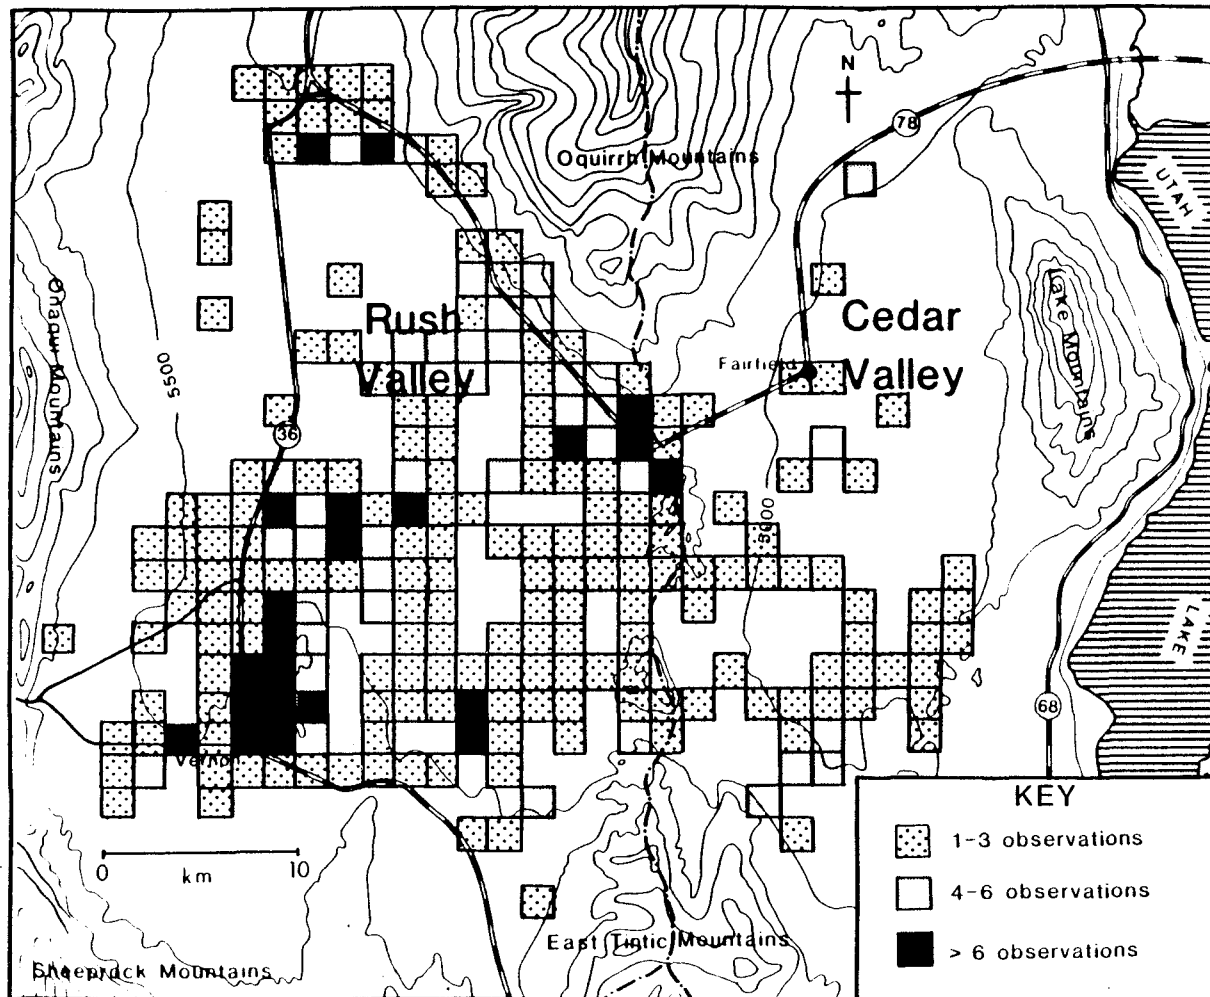 N
78
Oquirrh Mountains
UTAH
Onaqui Mountains
5500
Rush
Valley
Cedar
Valley
Fairfield
Lake Mountains
36
5000
LAKE
68
Vernon
0 10
km
KEY
1-3 observations
4-6 observations
> 6 observations
East Tintic Mountains
Sheeprock Mountains